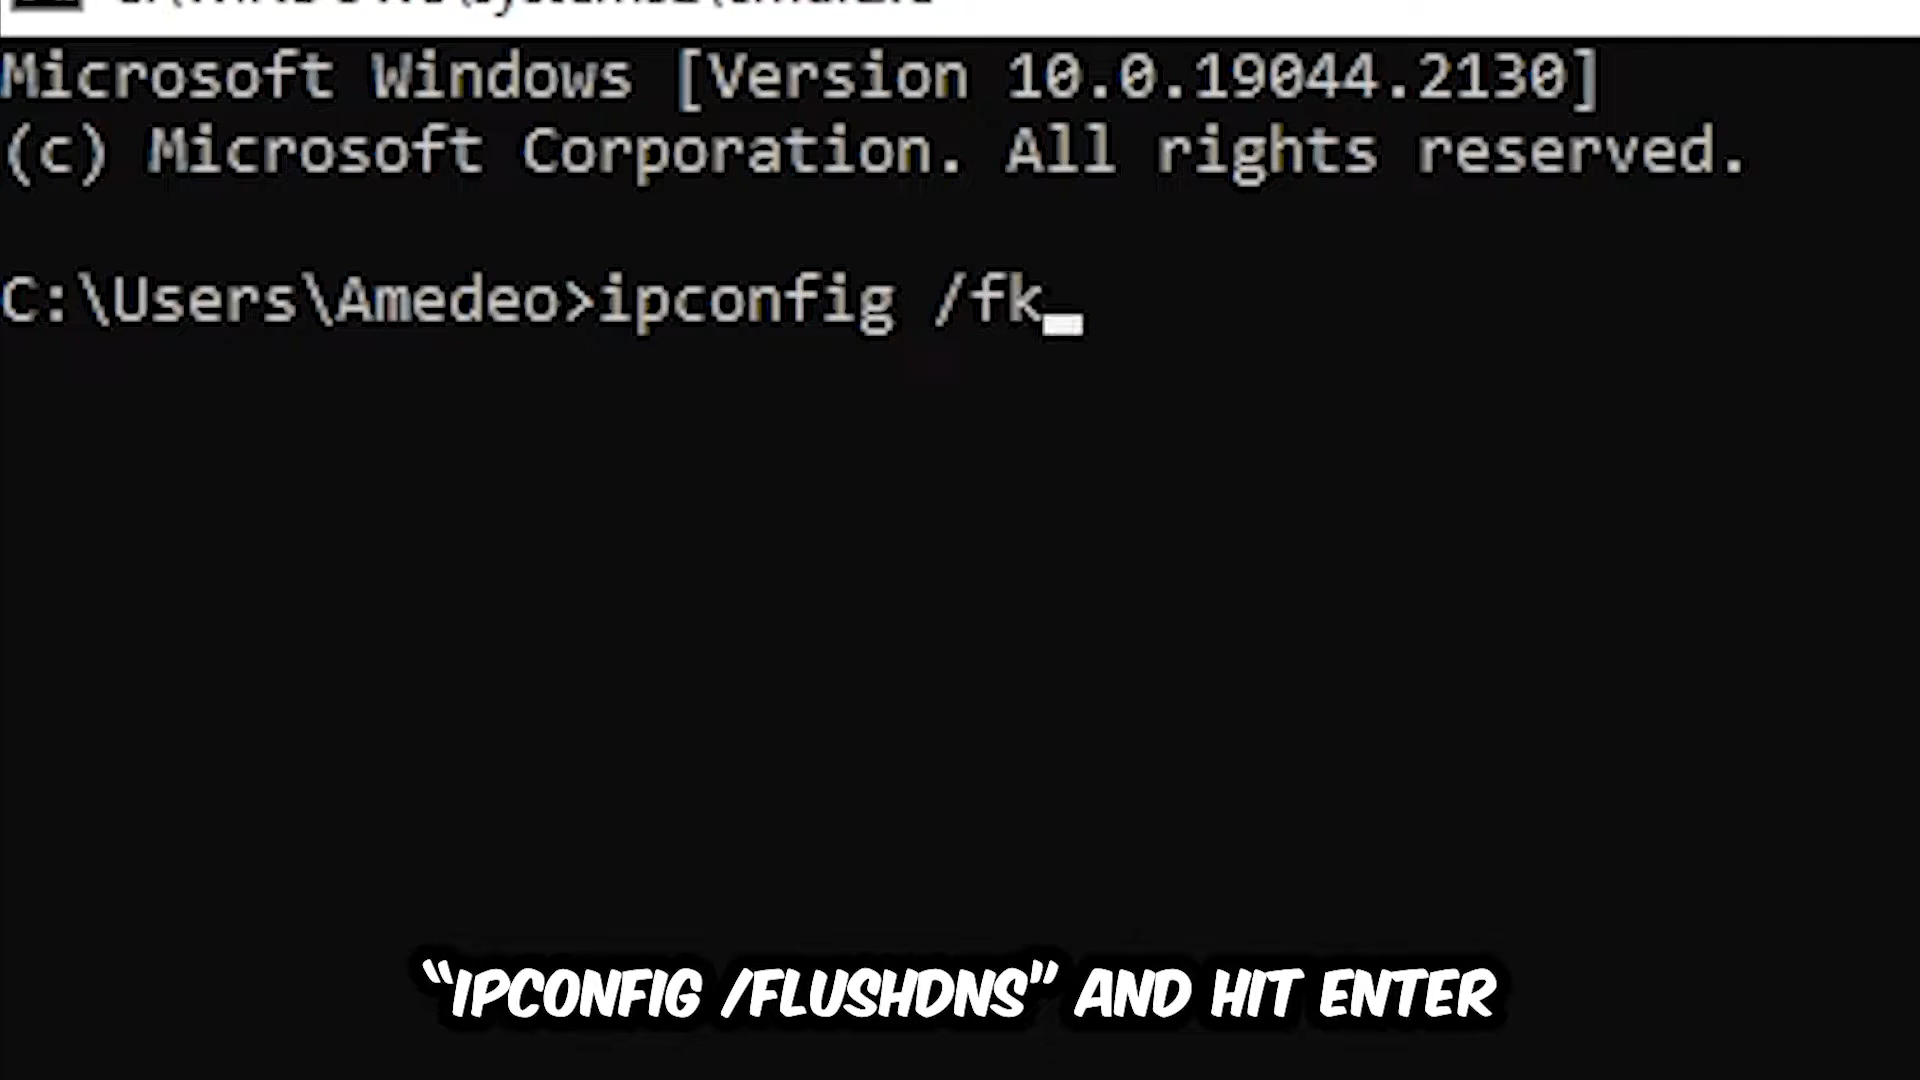 Microsoft Windows [Version 10.0.19044.2130]
(c) Microsoft Corporation. All rights reserved.
C:\Users\Amedeo>ipconfig /fk
“IPCONFIG /FLUSHDNS” AND HIT ENTER